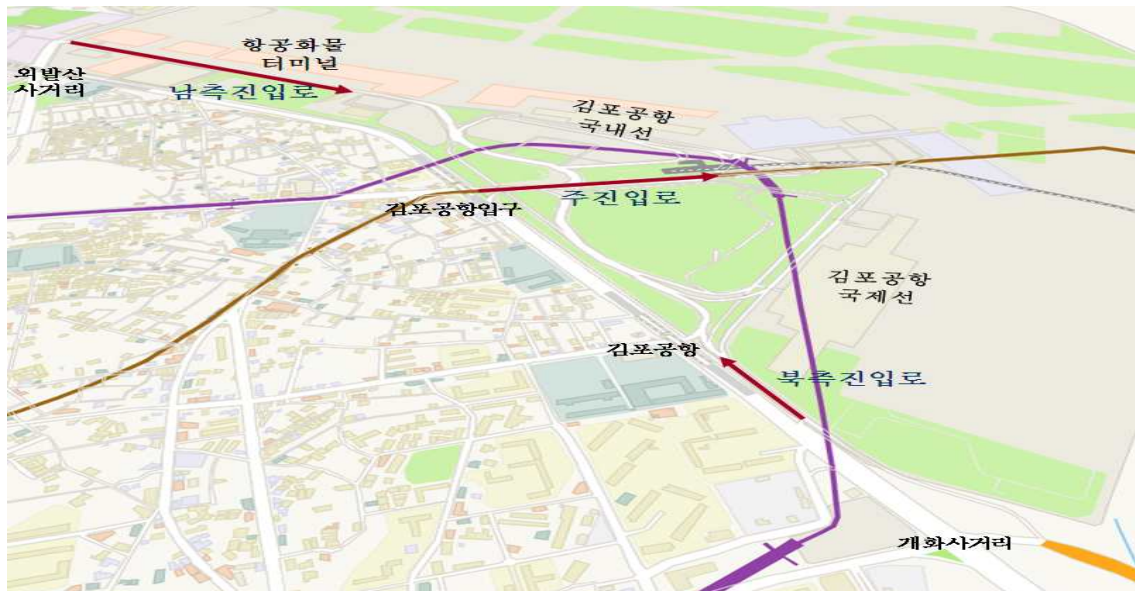 항공화물
터미널
외발산
사거리
남측진입로
김포공항
국내선
주진입로
김포공항입구
김포공항
국제선
김포공항
북측진입로
개화사거리